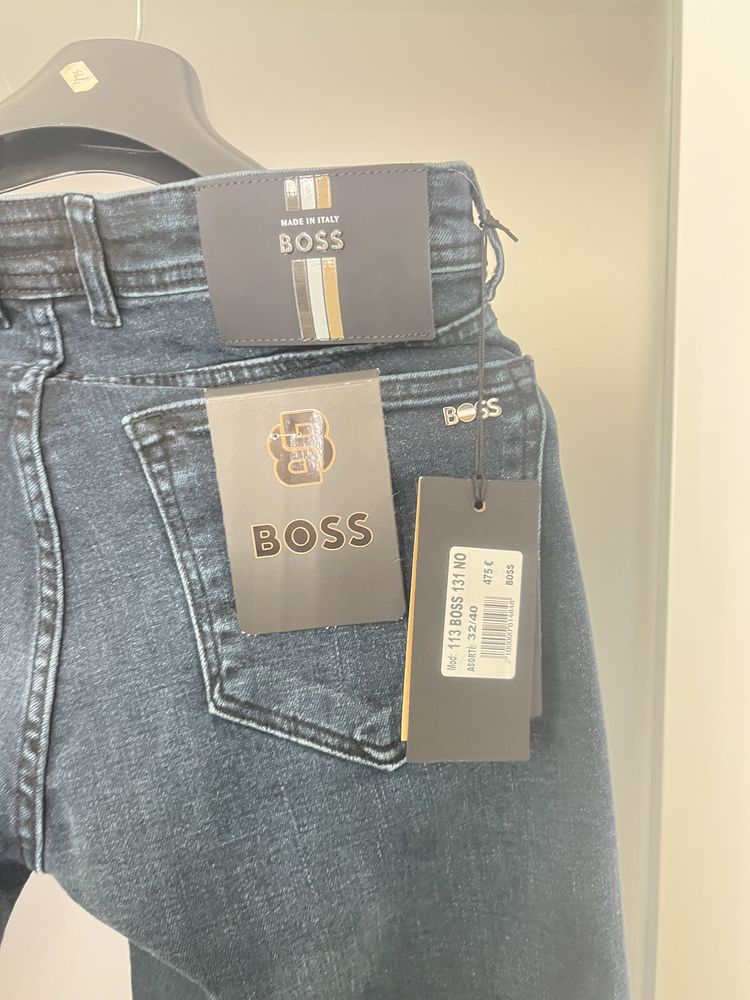 MADE IN ITALY
BOSS
BOSS
BOSS
Mod: 113 BOSS 131 NO
ASORTİ: 32/40
475 €
BOSS